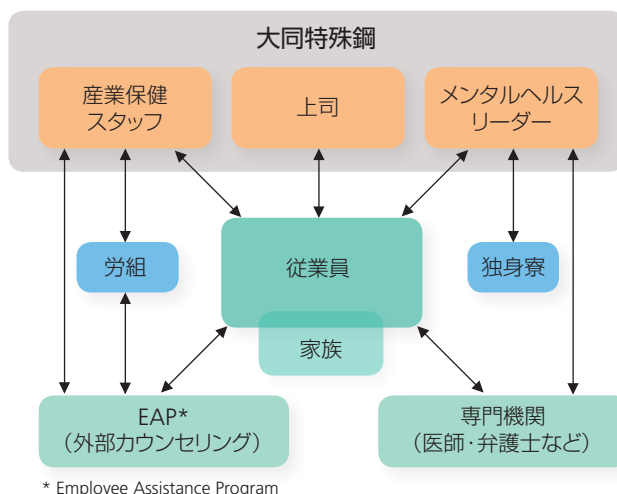 大同特殊鋼
産業保健
スタッフ
上司
メンタルヘルス
リーダー
労組
従業員
独身寮
家族
EAP*
（外部カウンセリング）
専門機関
（医師・弁護士など）
* Employee Assistance Program